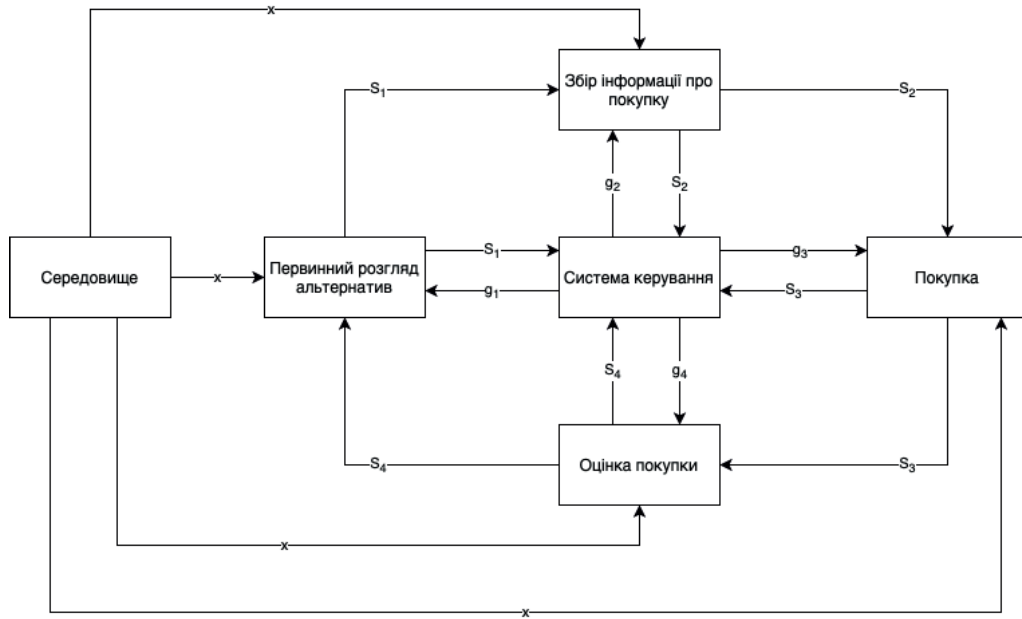 x
Збір інформації про
покупку
S₁
S₂
g₂
S₂
Середовище
x
Первинний розгляд
альтернатив
S₁
g₁
Система керування
g₃
S₃
Покупка
S₄
g₄
S₄
Оцінка покупки
S₃
x
x